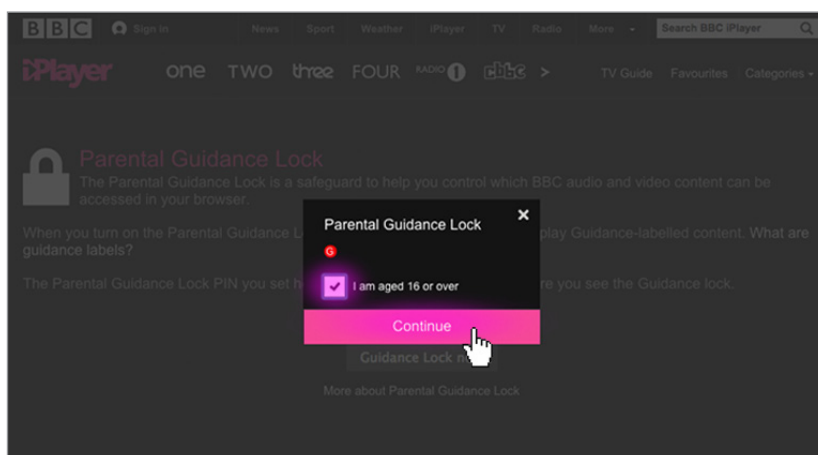 BBC Sign in News Sport Weather iPlayer TV Radio More Search BBC iPlayer
iPlayer one TWO three FOUR RADIO 1 cbbc > TV Guide Favourites Categories
Parental Guidance Lock
The Parental Guidance Lock is a safeguard to help you control which BBC audio and video content can be
accessed in your browser.
When you turn on the Parental Guidance play Guidance-labelled content. What are
guidance labels?
The Parental Guidance Lock PIN you set you see the Guidance lock.
Parental Guidance Lock
G
I am aged 16 or over
Continue
Guidance Lock
More about Parental Guidance Lock